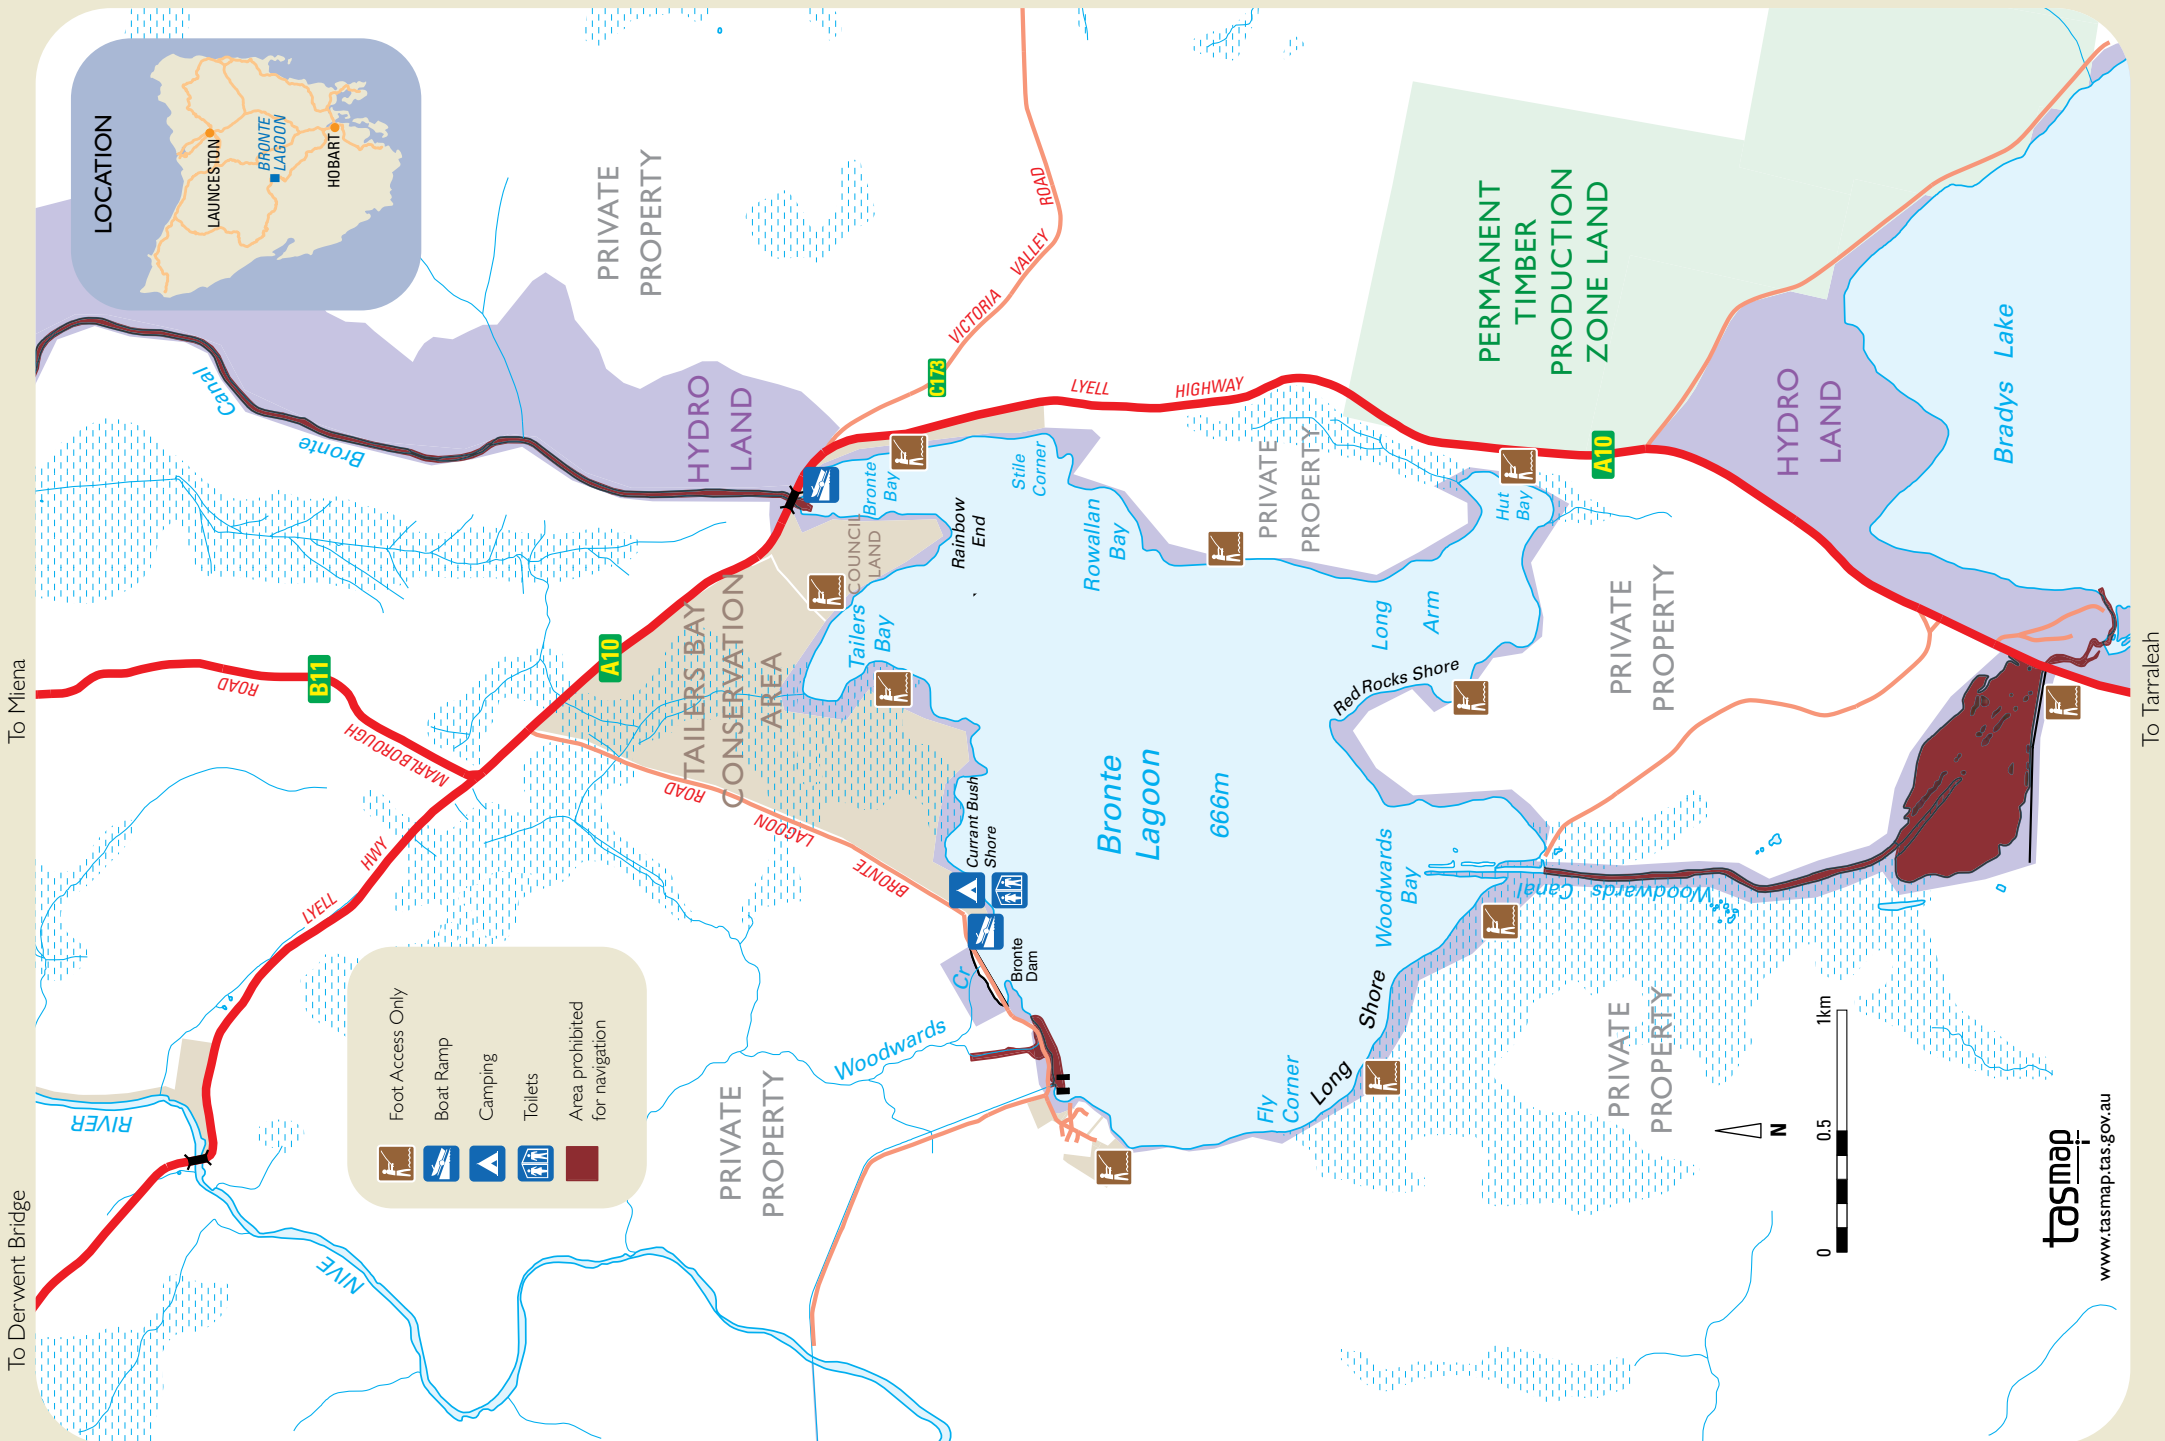 LOCATION
LAUNCESTON
BRONTE
LAGOON
HOBART
To Miena
To Derwent Bridge
To Tarraleah
Bronte
Canal
HYDRO
LAND
PRIVATE
PROPERTY
VICTORIA VALLEY ROAD
C173
LYELL HIGHWAY
PERMANENT
TIMBER
PRODUCTION
ZONE LAND
A10
HYDRO
LAND
Bradys Lake
B11
MARLBOROUGH ROAD
A10
LYELL HWY
TAILERS BAY
CONSERVATION
AREA
COUNCIL
LAND
Bronte
Bay
Rainbow
End
Stile
Corner
Rowallan
Bay
PRIVATE
PROPERTY
Hut
Bay
Tailers
Bay
Long
Arm
Red Rocks Shore
PRIVATE
PROPERTY
BRONTE LAGOON ROAD
Currant Bush
Shore
Bronte
Lagoon
666m
Woodwards
Bay
Woodwards Canal
Bronte
Dam
Woodwards Cr
Fly
Corner
Long Shore
PRIVATE
PROPERTY
PRIVATE
PROPERTY
NIVE RIVER
Foot Access Only
Boat Ramp
Camping
Toilets
Area prohibited
for navigation
N
0 0.5 1km
tasmap
www.tasmap.tas.gov.au